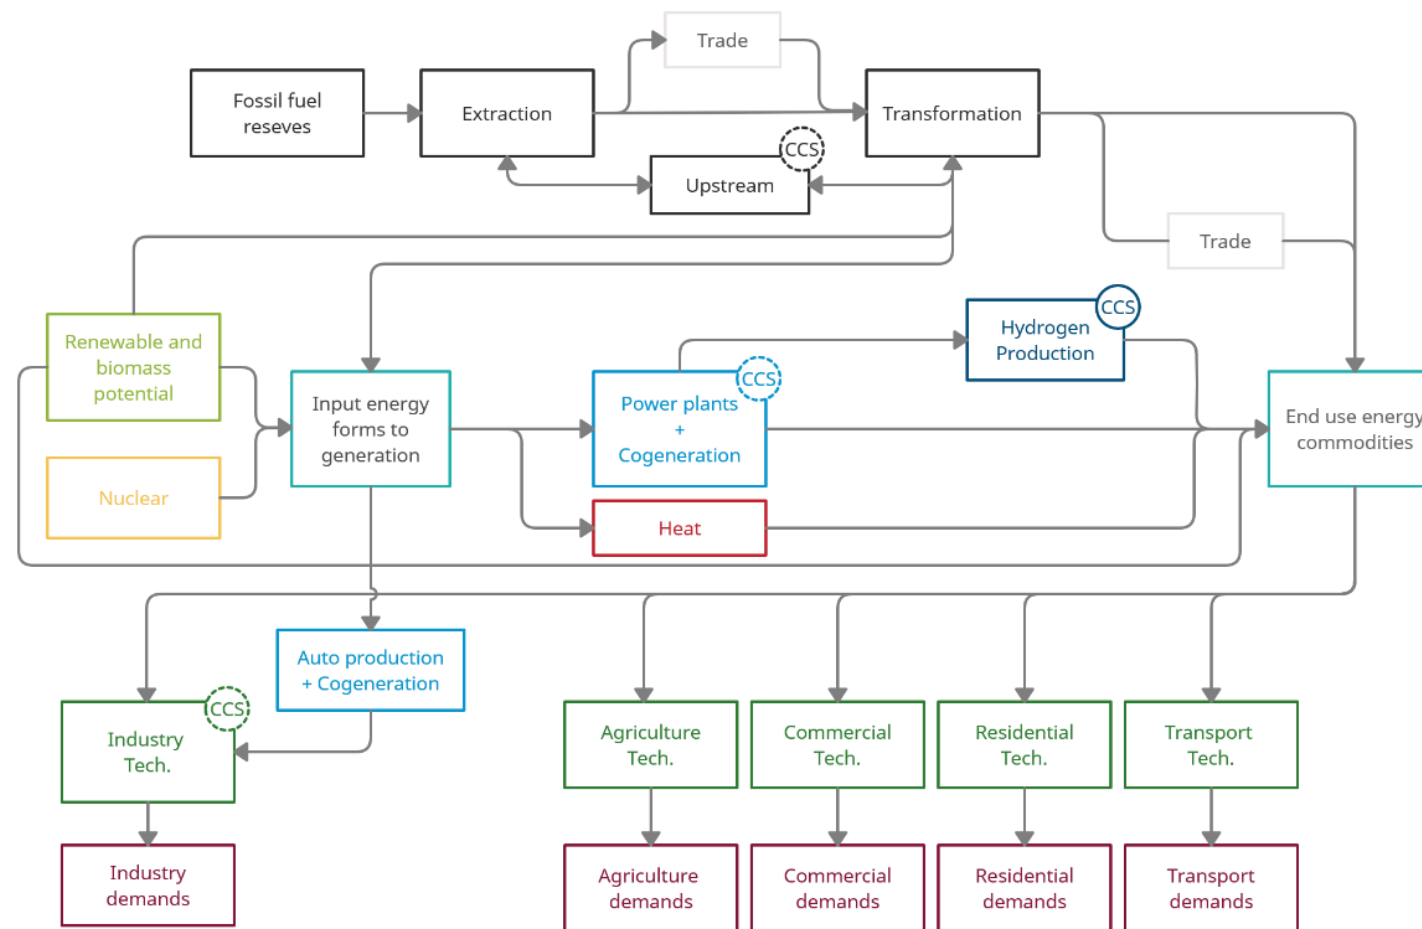 Trade
Fossil fuel
reseves
Extraction
Transformation
CCS
Upstream
Trade
Renewable and
biomass
potential
CCS
Hydrogen
Production
Input energy
forms to
generation
CCS
Power plants
+
Cogeneration
End use energy
commodities
Nuclear
Heat
Auto production
+ Cogeneration
CCS
Industry
Tech.
Agriculture
Tech.
Commercial
Tech.
Residential
Tech.
Transport
Tech.
Industry
demands
Agriculture
demands
Commercial
demands
Residential
demands
Transport
demands